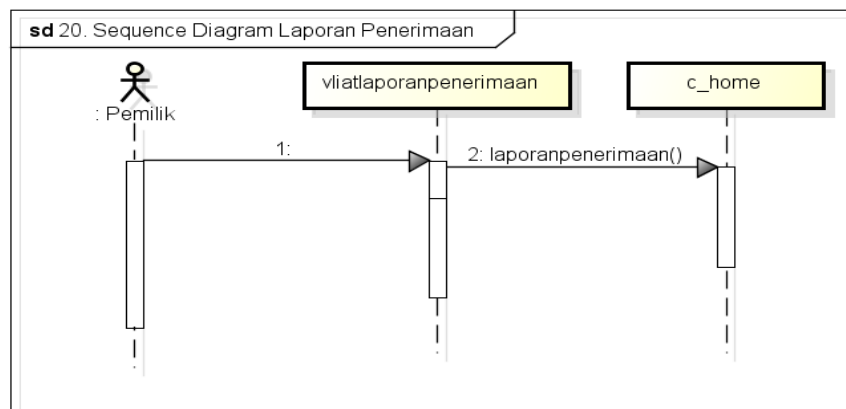 sd 20. Sequence Diagram Laporan Penerimaan
: Pemilik
vliatlaporanpenerimaan
c_home
1:
2: laporanpenerimaan()